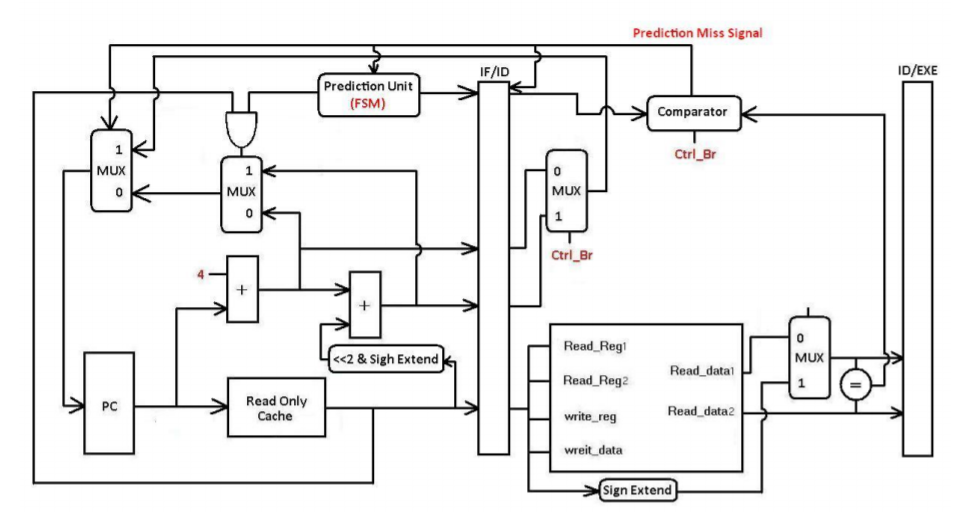 Prediction Miss Signal
IF/ID
ID/EXE
Prediction Unit
(FSM)
Comparator
Ctrl_Br
1
MUX
0
1
MUX
0
0
MUX
1
Ctrl_Br
4
+
+
<<2 & Sigh Extend
PC
Read Only
Cache
Read_Reg1
Read_Reg2
write_reg
wreit_data
Read_data1
Read_data2
0
MUX
1
=
Sign Extend